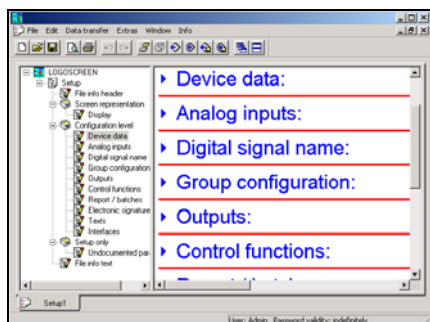 File Edit Data transfer Extras Window Info
LOGOSCREEN
Setup
File info header
Screen representation
Display
Configuration level
Device data
Analog inputs
Digital signal name
Group configuration
Outputs
Control functions
Report / batches
Electronic signature
Texts
Interfaces
Setup only
Undocumented par
File info text
Device data:
Analog inputs:
Digital signal name:
Group configuration:
Outputs:
Control functions:
Setup1
User: Admin Password validity: indefinitely